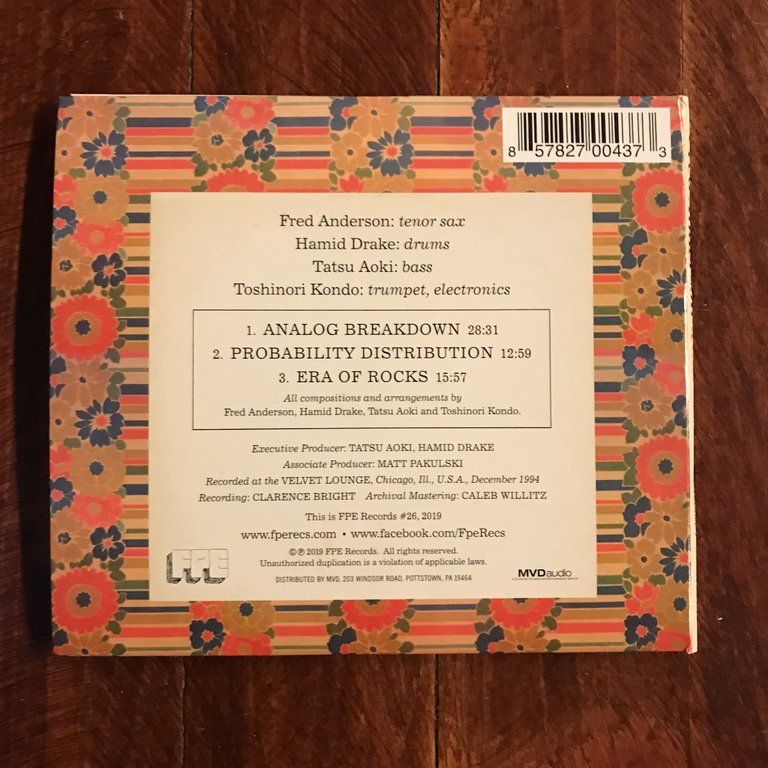 8 57827 00437 3
Fred Anderson: tenor sax
Hamid Drake: drums
Tatsu Aoki: bass
Toshinori Kondo: trumpet, electronics
1. ANALOG BREAKDOWN 28:31
2. PROBABILITY DISTRIBUTION 12:59
3. ERA OF ROCKS 15:57
All compositions and arrangements by
Fred Anderson, Hamid Drake, Tatsu Aoki and Toshinori Kondo.
Executive Producer: TATSU AOKI, HAMID DRAKE
Associate Producer: MATT PAKULSKI
Recorded at the VELVET LOUNGE, Chicago, Ill., U.S.A., December 1994
Recording: CLARENCE BRIGHT Archival Mastering: CALEB WILLITZ
This is FPE Records #26, 2019
www.fperecs.com • www.facebook.com/FpeRecs
©℗ 2019 FPE Records. All rights reserved.
Unauthorized duplication is a violation of applicable laws.
DISTRIBUTED BY MVD, 203 WINDSOR ROAD, POTTSTOWN, PA 19464
FPE
MVDaudio